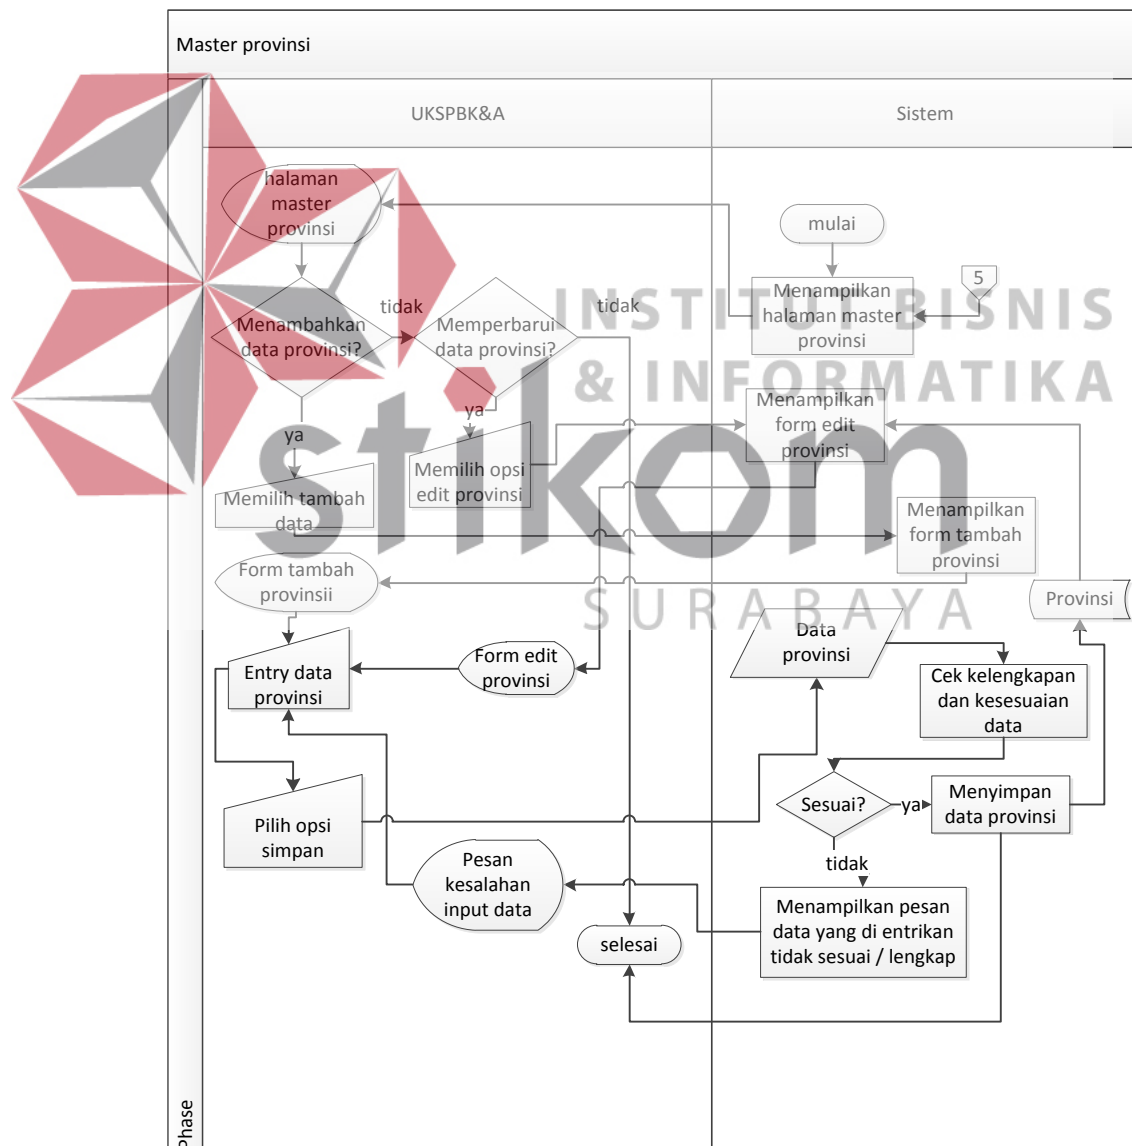 Master provinsi
UKSPBK&A
Sistem
halaman
master
provinsi
mulai
5
Menampilkan
halaman master
provinsi
Menambahkan
data provinsi?
tidak
Memperbarui
data provinsi?
tidak
INSTITUT BISNIS
& INFORMATIKA
stikom
SURABAYA
ya
ya
Menampilkan
form edit
provinsi
Memilih tambah
data
Memilih opsi
edit provinsi
Menampilkan
form tambah
provinsi
Form tambah
provinsii
Provinsi
Entry data
provinsi
Form edit
provinsi
Data
provinsi
Cek kelengkapan
dan kesesuaian
data
Pilih opsi
simpan
Sesuai?
ya
Menyimpan
data provinsi
tidak
Pesan
kesalahan
input data
Menampilkan pesan
data yang di entrikan
tidak sesuai / lengkap
selesai
Phase